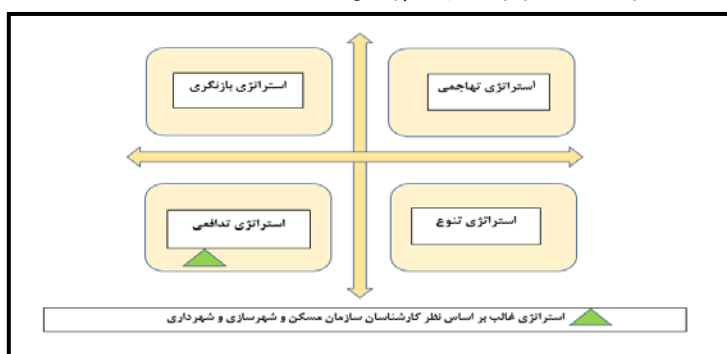 استراتژی تهاجمی
استراتژی بازنگری
استراتژی تنوع
استراتژی تدافعی
استراتژی غالب بر اساس نظر کارشناسان سازمان مسکن و شهرسازی و شهرداری